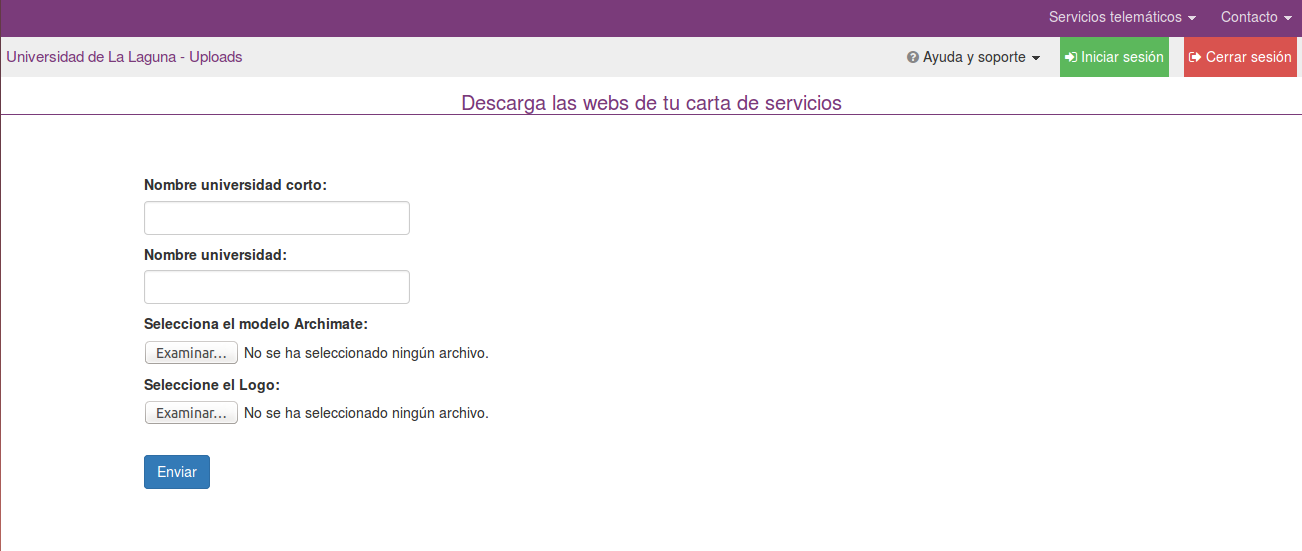 Servicios telemáticos Contacto
Universidad de La Laguna - Uploads Ayuda y soporte Iniciar sesión Cerrar sesión
Descarga las webs de tu carta de servicios
Nombre universidad corto:
Nombre universidad:
Selecciona el modelo Archimate:
Examinar... No se ha seleccionado ningún archivo.
Seleccione el Logo:
Examinar... No se ha seleccionado ningún archivo.
Enviar